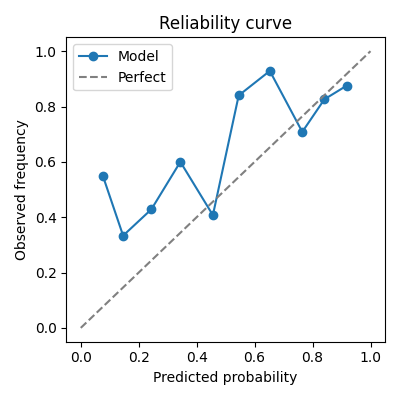 Reliability curve
Model
Perfect
1.0
0.8
0.6
0.4
0.2
0.0
Observed frequency
0.0 0.2 0.4 0.6 0.8 1.0
Predicted probability